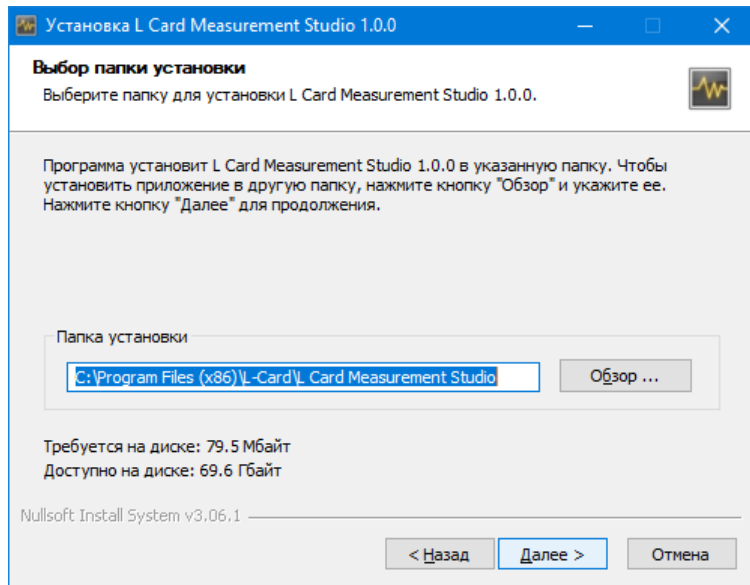 Установка L Card Measurement Studio 1.0.0
Выбор папки установки
Выберите папку для установки L Card Measurement Studio 1.0.0.
Программа установит L Card Measurement Studio 1.0.0 в указанную папку. Чтобы
установить приложение в другую папку, нажмите кнопку "Обзор" и укажите ее.
Нажмите кнопку "Далее" для продолжения.
Папка установки
C:\Program Files (x86)\L-Card\L Card Measurement Studio
Обзор ...
Требуется на диске: 79.5 Мбайт
Доступно на диске: 69.6 Гбайт
Nullsoft Install System v3.06.1
< Назад
Далее >
Отмена